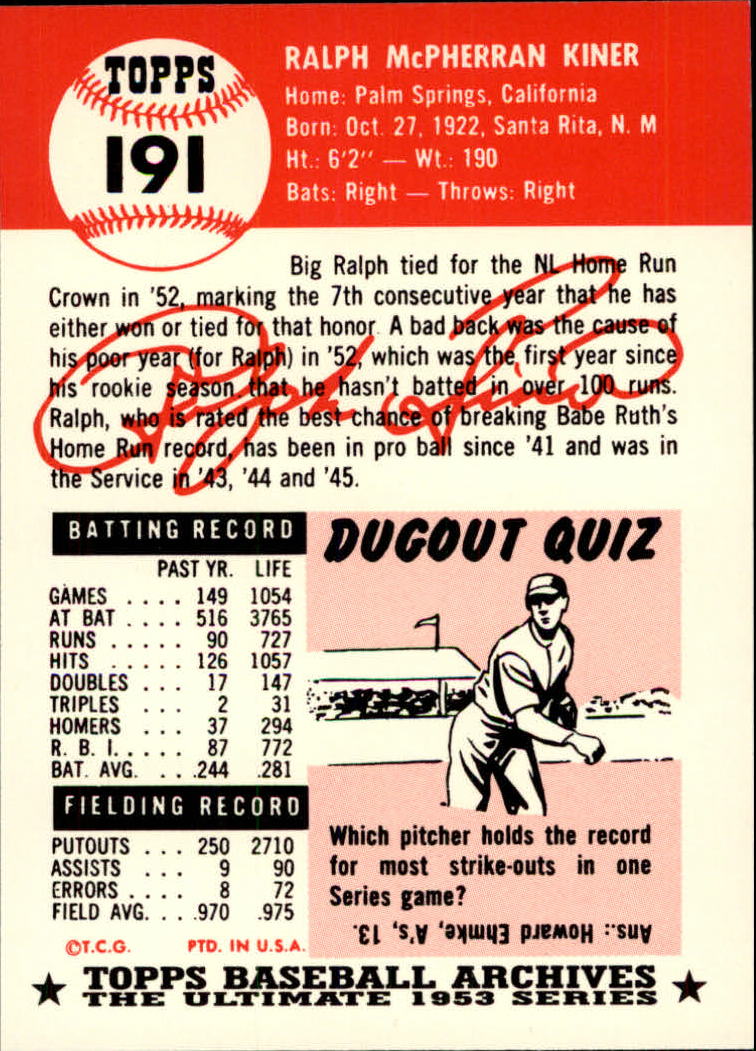 TOPPS
191
RALPH McPHERRAN KINER
Home: Palm Springs, California
Born: Oct. 27, 1922, Santa Rita, N. M
Ht.: 6'2" — Wt.: 190
Bats: Right — Throws: Right
Big Ralph tied for the NL Home Run
Crown in '52, marking the 7th consecutive year that he has
either won or tied for that honor. A bad back was the cause of
his poor year (for Ralph) in '52, which was the first year since
his rookie season that he hasn't batted in over 100 runs.
Ralph, who is rated the best chance of breaking Babe Ruth's
Home Run record, has been in pro ball since '41 and was in
the Service in '43, '44 and '45.
Ralph Kiner
BATTING RECORD
PAST YR. LIFE
GAMES .... 149 1054
AT BAT .... 516 3765
RUNS ..... 90 727
HITS ..... 126 1057
DOUBLES ... 17 147
TRIPLES ... 2 31
HOMERS ... 37 294
R. B. I. .... 87 772
BAT. AVG. .. .244 .281
FIELDING RECORD
PUTOUTS ... 250 2710
ASSISTS ... 9 90
ERRORS .... 8 72
FIELD AVG. .. .970 .975
©T.C.G. PTD. IN U.S.A.
DUGOUT QUIZ
Which pitcher holds the record
for most strike-outs in one
Series game?
Ans.: Howard Ehmke, A's, 13.
★ TOPPS BASEBALL ARCHIVES ★
THE ULTIMATE 1953 SERIES